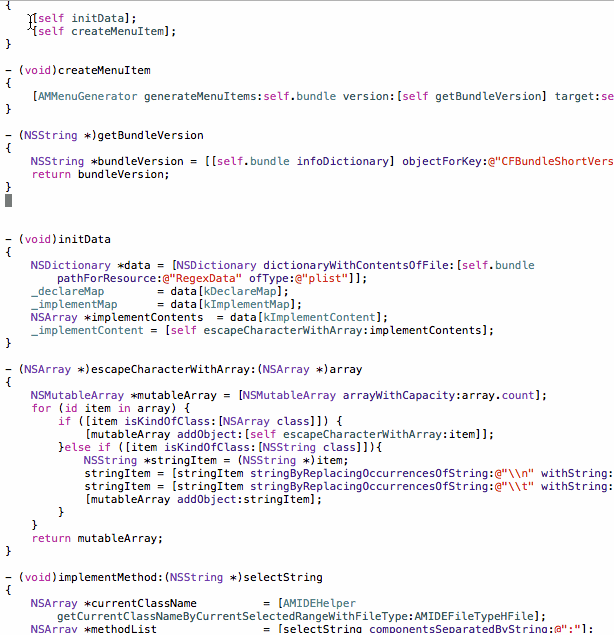 {
[self initData];
[self createMenuItem];
}
- (void)createMenuItem
{
[AMMenuGenerator generateMenuItems:self.bundle version:[self getBundleVersion] target:se
}
- (NSString *)getBundleVersion
{
NSString *bundleVersion = [[self.bundle infoDictionary] objectForKey:@"CFBundleShortVers
return bundleVersion;
}
- (void)initData
{
NSDictionary *data = [NSDictionary dictionaryWithContentsOfFile:[self.bundle
pathForResource:@"RegexData" ofType:@"plist"]];
_declareMap = data[kDeclareMap];
_implementMap = data[kImplementMap];
NSArray *implementContents = data[kImplementContent];
_implementContent = [self escapeCharacterWithArray:implementContents];
}
- (NSArray *)escapeCharacterWithArray:(NSArray *)array
{
NSMutableArray *mutableArray = [NSMutableArray arrayWithCapacity:array.count];
for (id item in array) {
if ([item isKindOfClass:[NSArray class]]) {
[mutableArray addObject:[self escapeCharacterWithArray:item]];
}else if ([item isKindOfClass:[NSString class]]){
NSString *stringItem = (NSString *)item;
stringItem = [stringItem stringByReplacingOccurrencesOfString:@"\\n" withString:
stringItem = [stringItem stringByReplacingOccurrencesOfString:@"\\t" withString:
[mutableArray addObject:stringItem];
}
}
return mutableArray;
}
- (void)implementMethod:(NSString *)selectString
{
NSArray *currentClassName = [AMIDEHelper
getCurrentClassNameByCurrentSelectedRangeWithFileType:AMIDEFileTypeHFile];
NSArray *methodList = [selectString componentsSeparatedByString:@";"];